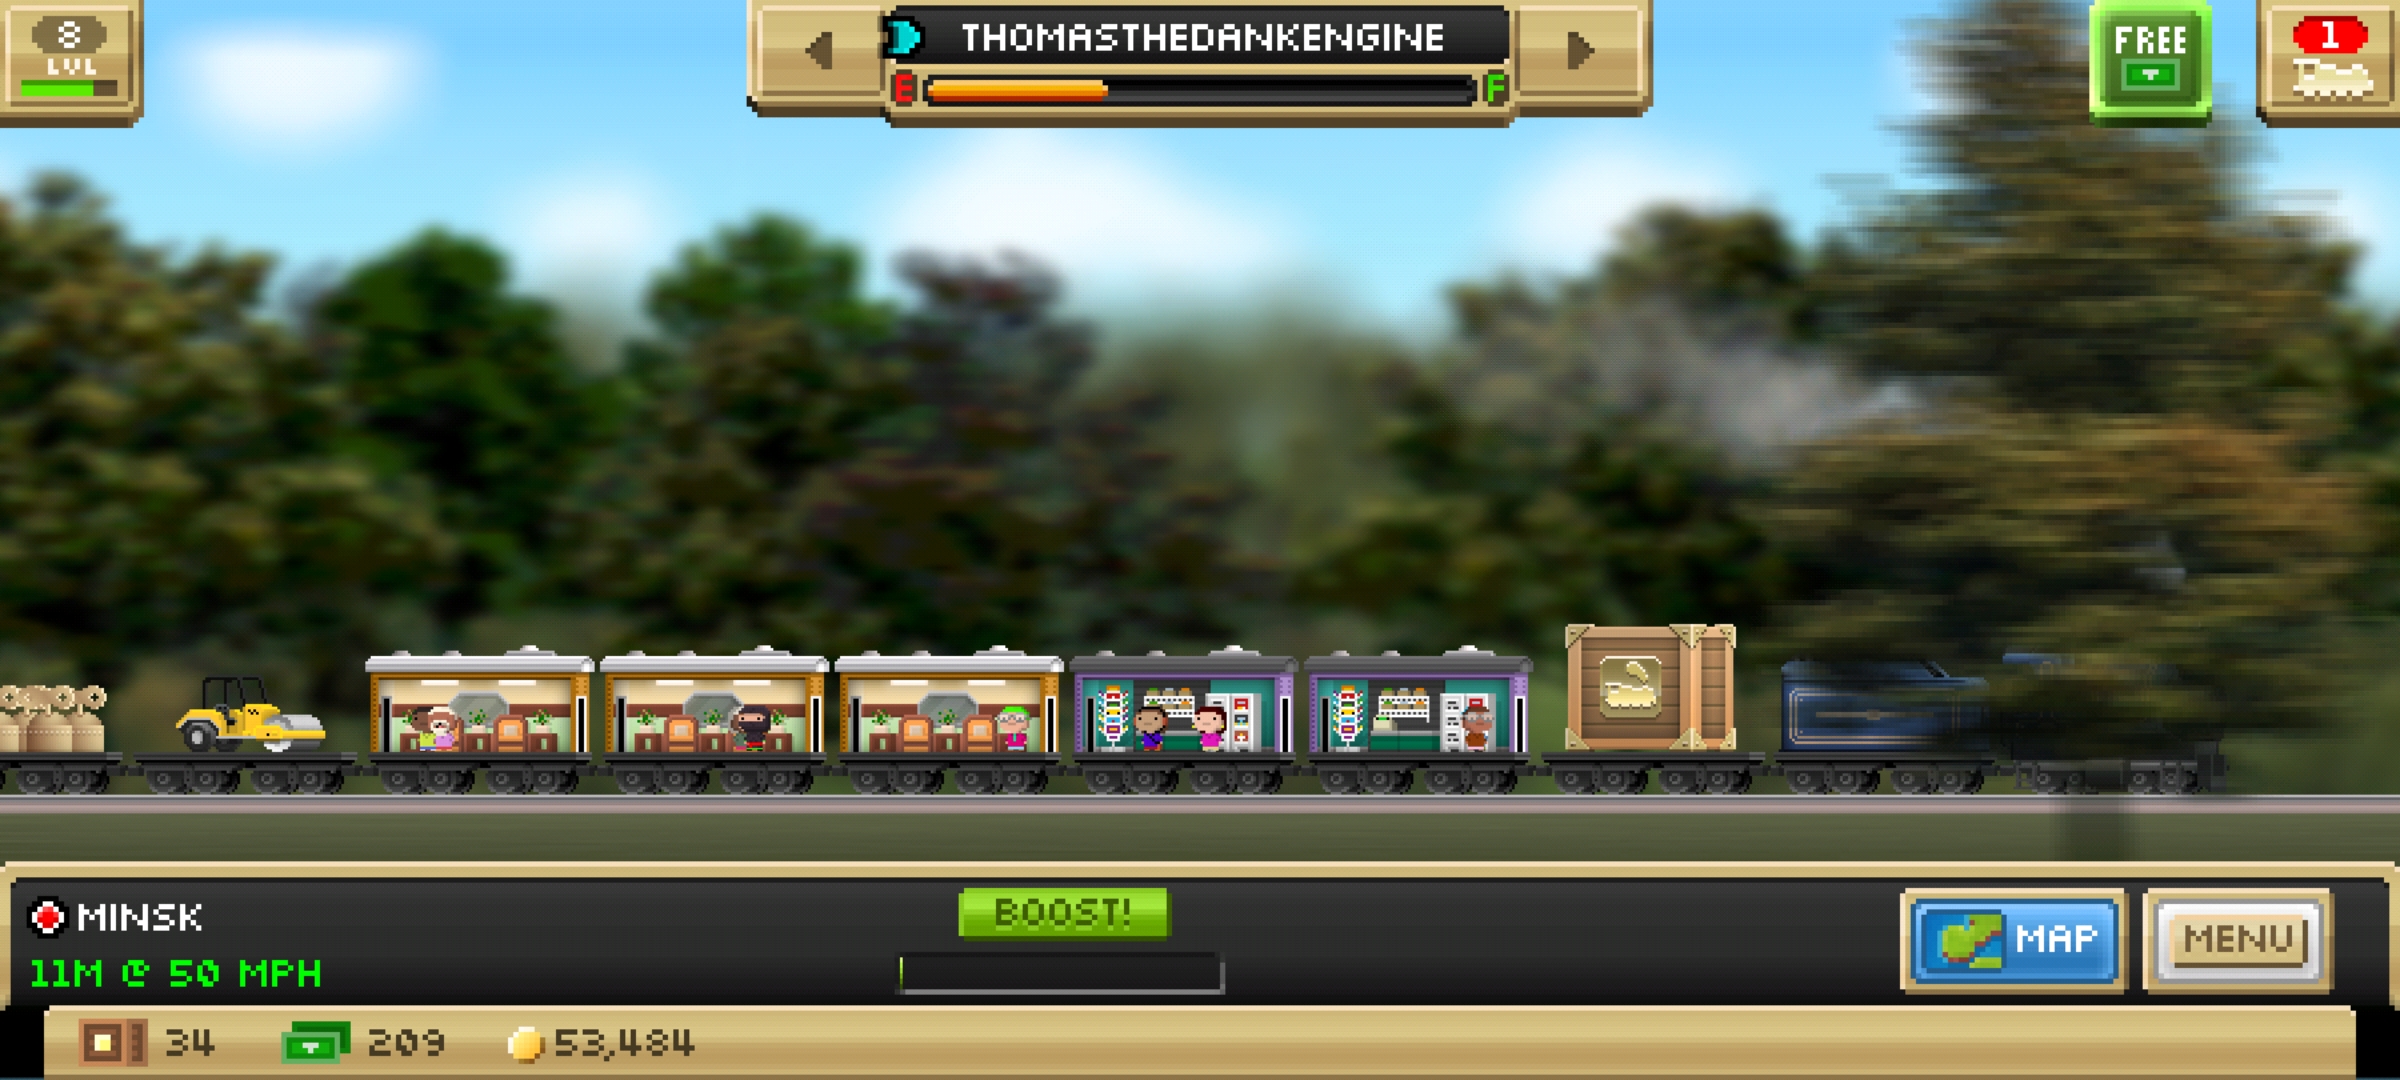 8
LVL
THOMASTHEDANKENGINE
E F
FREE
1
MINSK
11M @ 50 MPH
BOOST!
MAP
MENU
34 209 53,484